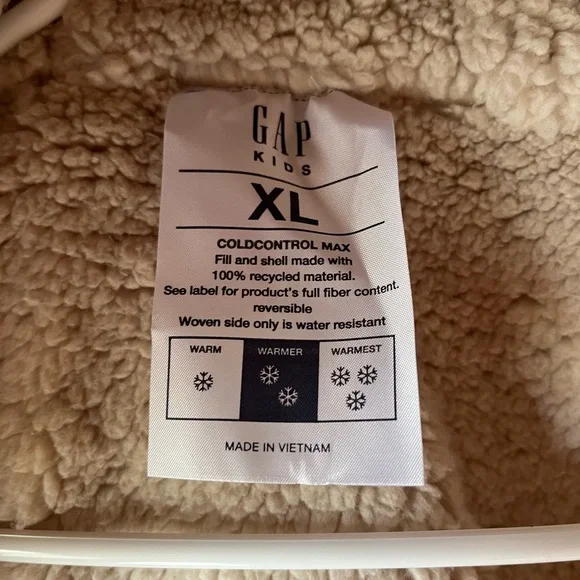 GAP
KIDS
XL
COLDCONTROL MAX
Fill and shell made with
100% recycled material.
See label for product's full fiber content.
reversible
Woven side only is water resistant
WARM WARMER WARMEST
MADE IN VIETNAM